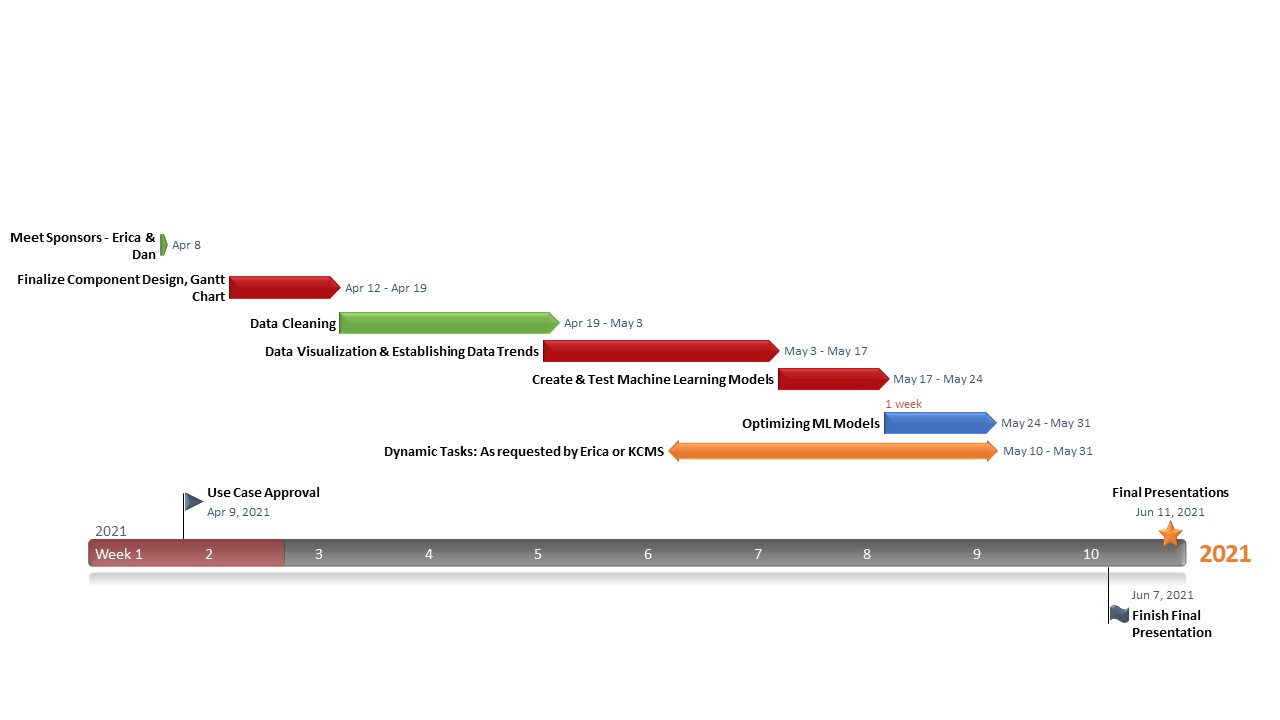 Meet Sponsors - Erica &
Dan
Apr 8
Finalize Component Design, Gantt
Chart
Apr 12 - Apr 19
Data Cleaning
Apr 19 - May 3
Data Visualization & Establishing Data Trends
May 3 - May 17
Create & Test Machine Learning Models
May 17 - May 24
1 week
Optimizing ML Models
May 24 - May 31
Dynamic Tasks: As requested by Erica or KCMS
May 10 - May 31
Use Case Approval
Apr 9, 2021
Final Presentations
Jun 11, 2021
2021
Week 1 2 3 4 5 6 7 8 9 10
2021
Jun 7, 2021
Finish Final
Presentation